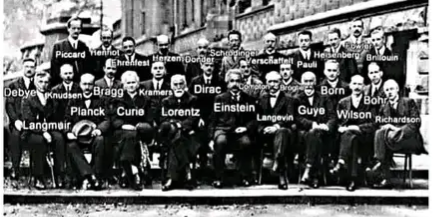 Piccard Henriot Ehrenfest Herzen Donder Schrodinger Verschaffelt Pauli Heisenberg Fowler Brillouin
Debye Knudsen Bragg Kramers Dirac Compton Broglie Born Bohr
Langmuir Planck Curie Lorentz Einstein Langevin Guye Wilson Richardson